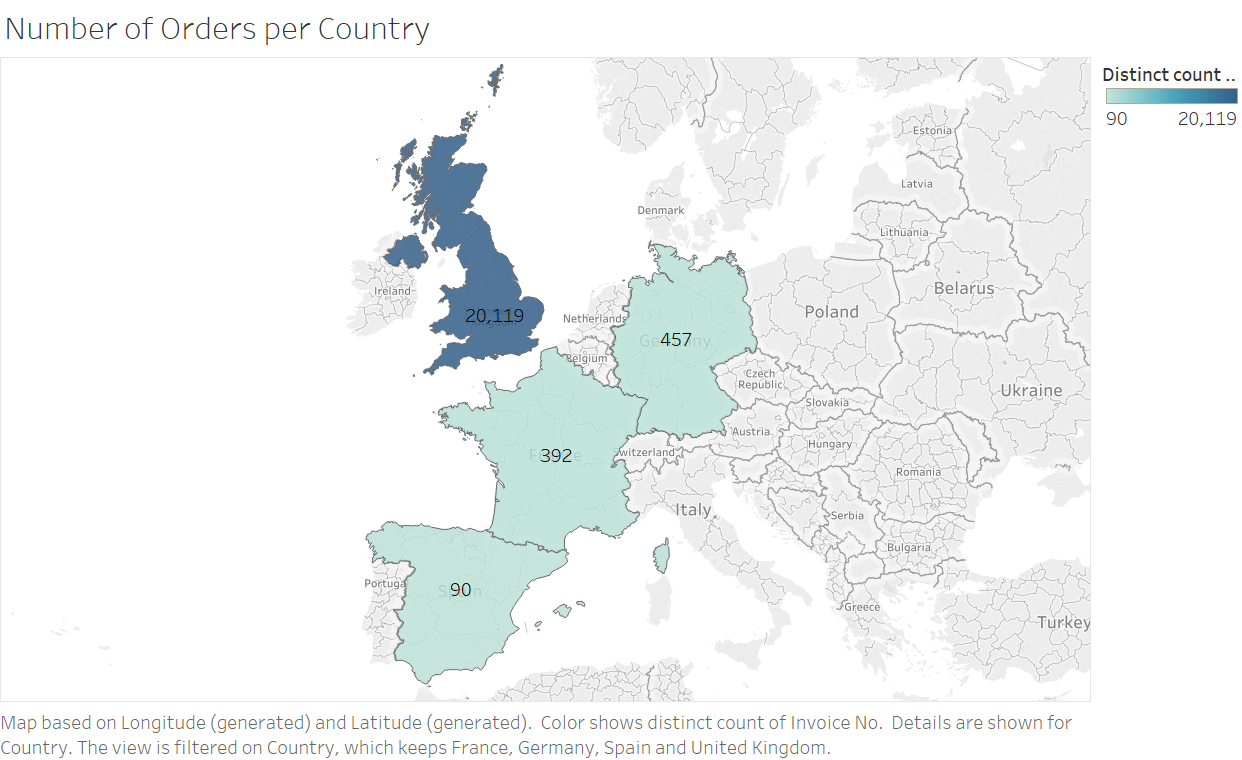 Number of Orders per Country
Distinct count ..
90 20,119
Estonia
Latvia
Denmark
Lithuania
Belarus
Ireland
20,119
Netherlands
Poland
457
Belgium
Czech
Republic
Ukraine
Slovakia
Austria
Hungary
392
Switzerland
Romania
Italy
Serbia
Bulgaria
Portuga
90
Spain
Greece
Turkey
Map based on Longitude (generated) and Latitude (generated).  Color shows distinct count of Invoice No.  Details are shown for
Country. The view is filtered on Country, which keeps France, Germany, Spain and United Kingdom.